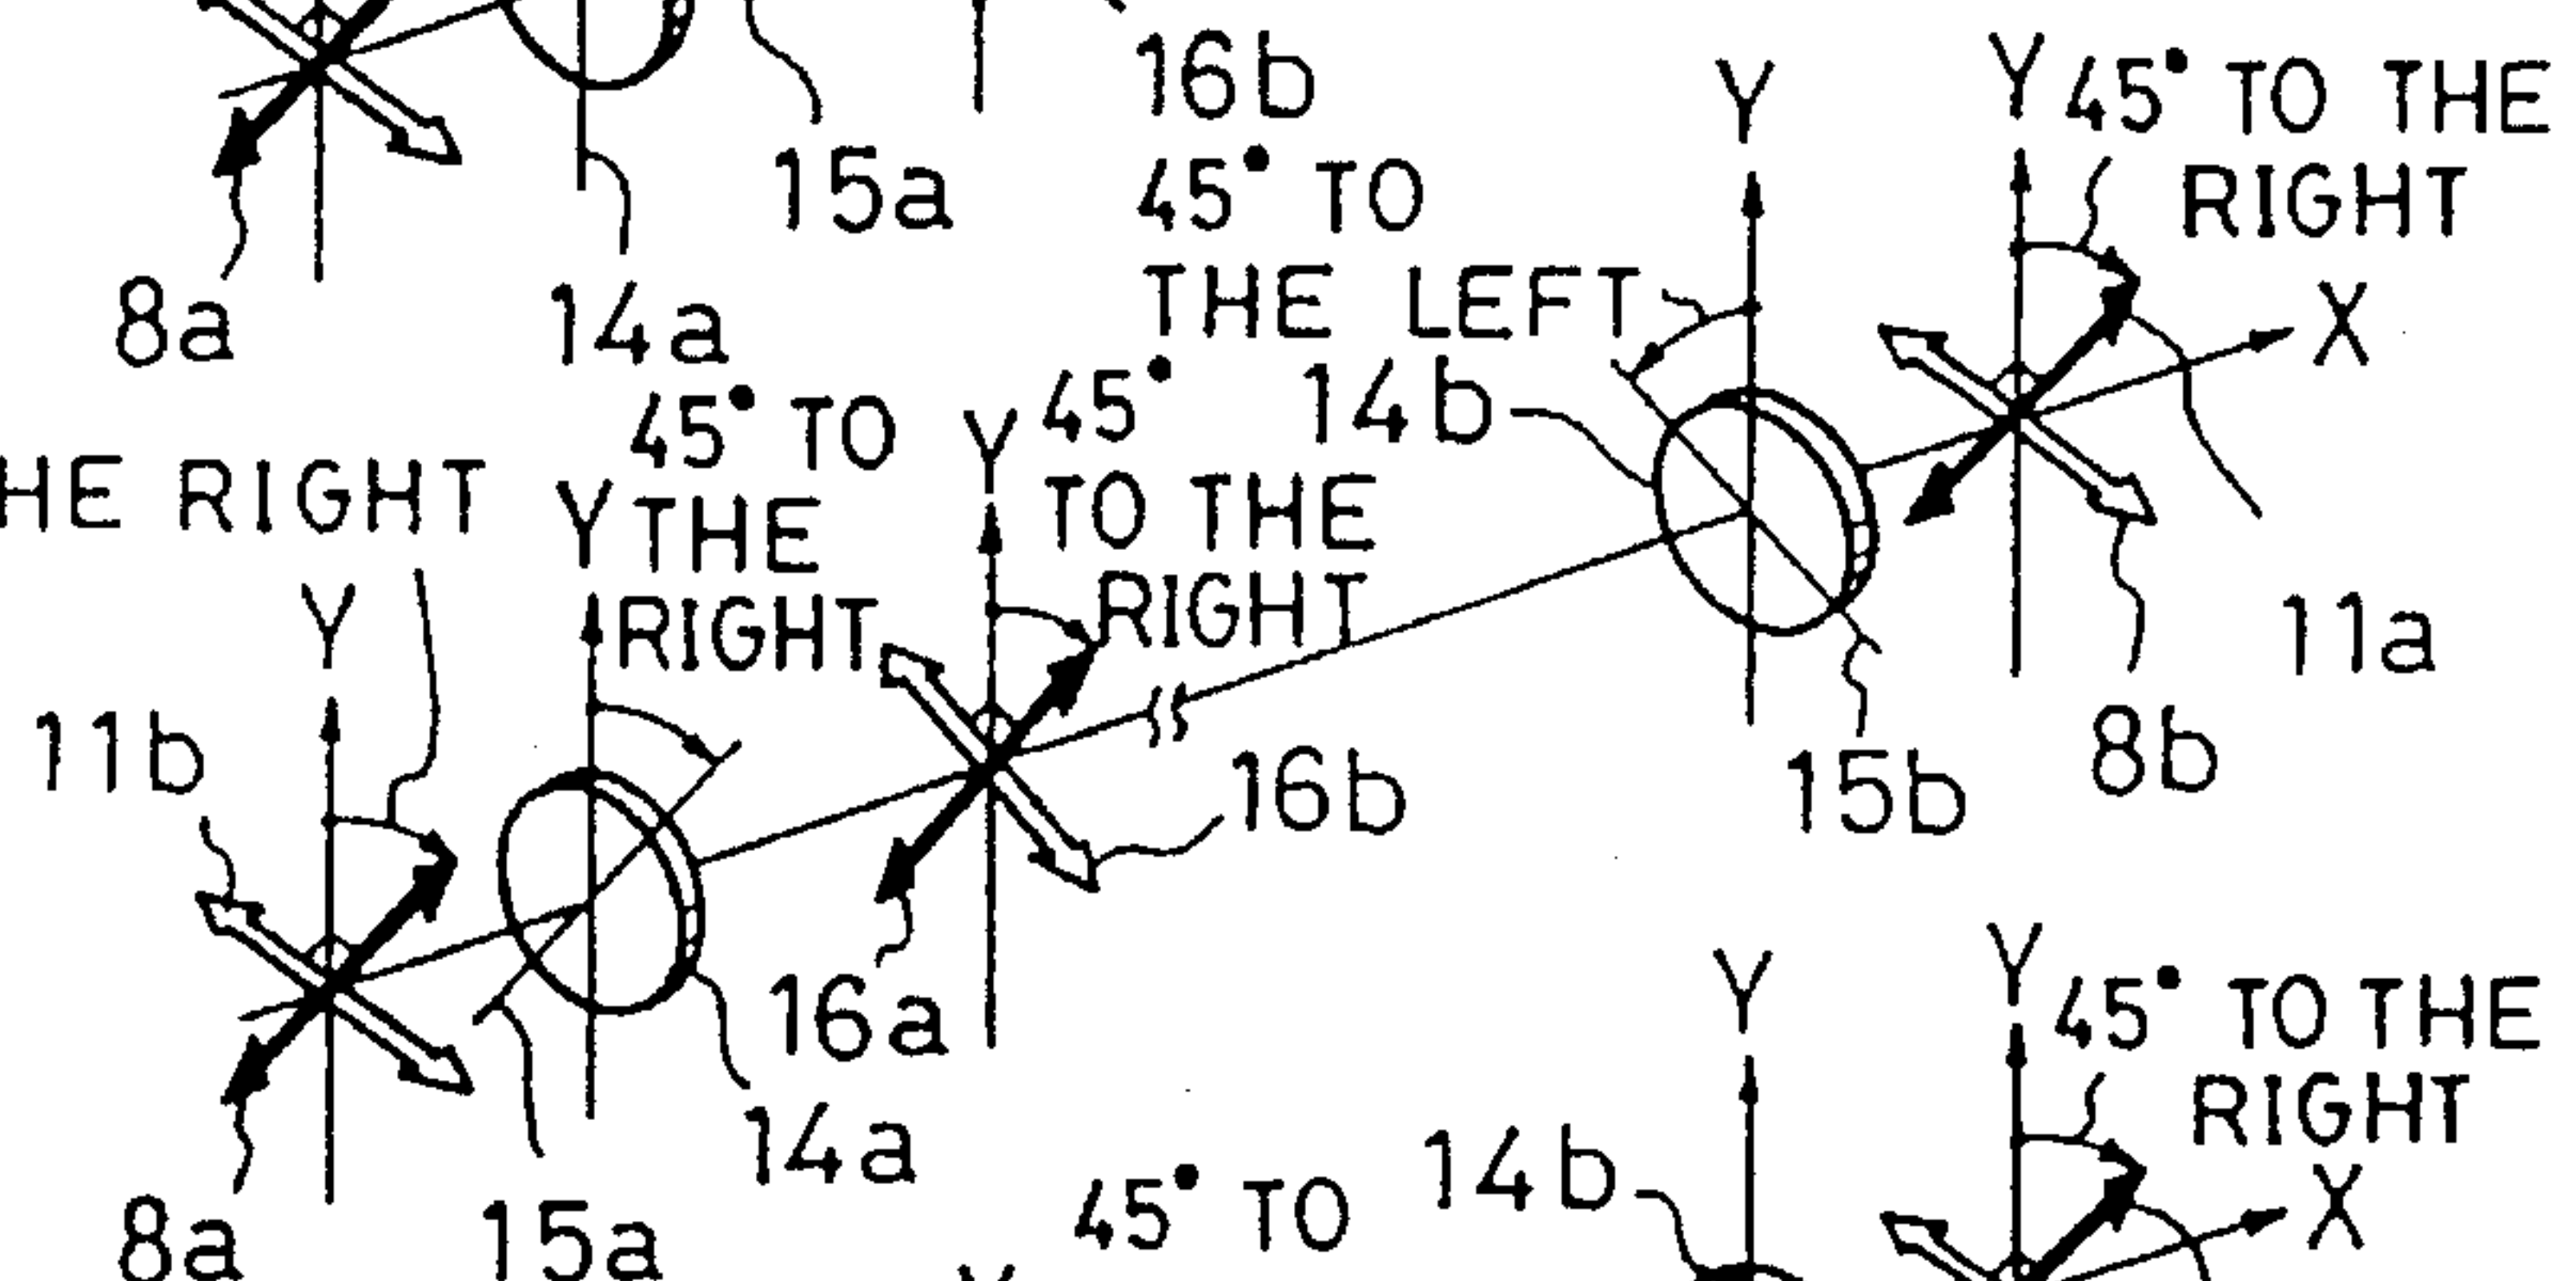 16b
Y
Y
45° TO THE
RIGHT
15a
45° TO
THE LEFT
8a
14a
X
45° TO
THE
RIGHT
Y
45°
TO THE
RIGHT
14b
HE RIGHT
Y
Y
11b
16b
15b
8b
11a
16a
14a
8a
15a
45° TO
14b
Y
Y
45° TO THE
RIGHT
X